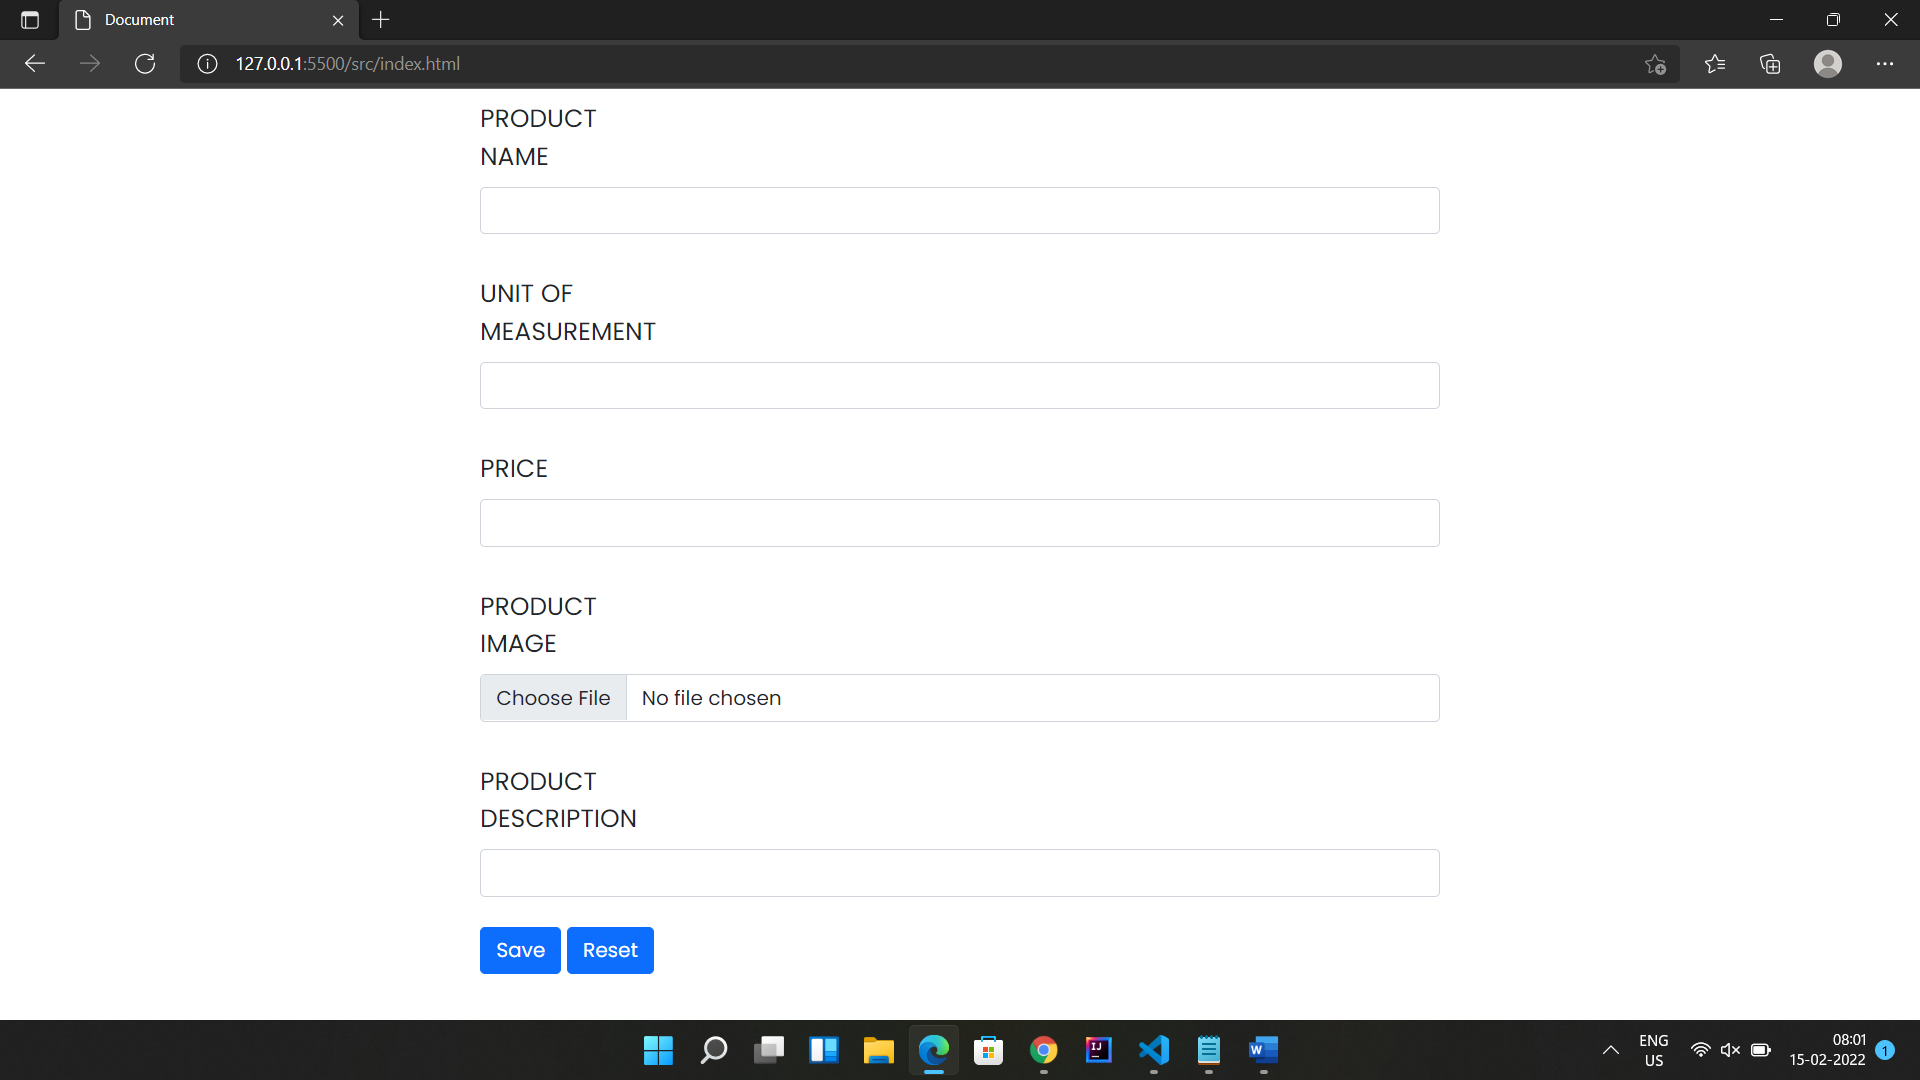 Document
127.0.0.1:5500/src/index.html
PRODUCT
NAME
UNIT OF
MEASUREMENT
PRICE
PRODUCT
IMAGE
Choose File No file chosen
PRODUCT
DESCRIPTION
Save Reset
IJ
W
ENG
US
08:01
15-02-2022
1